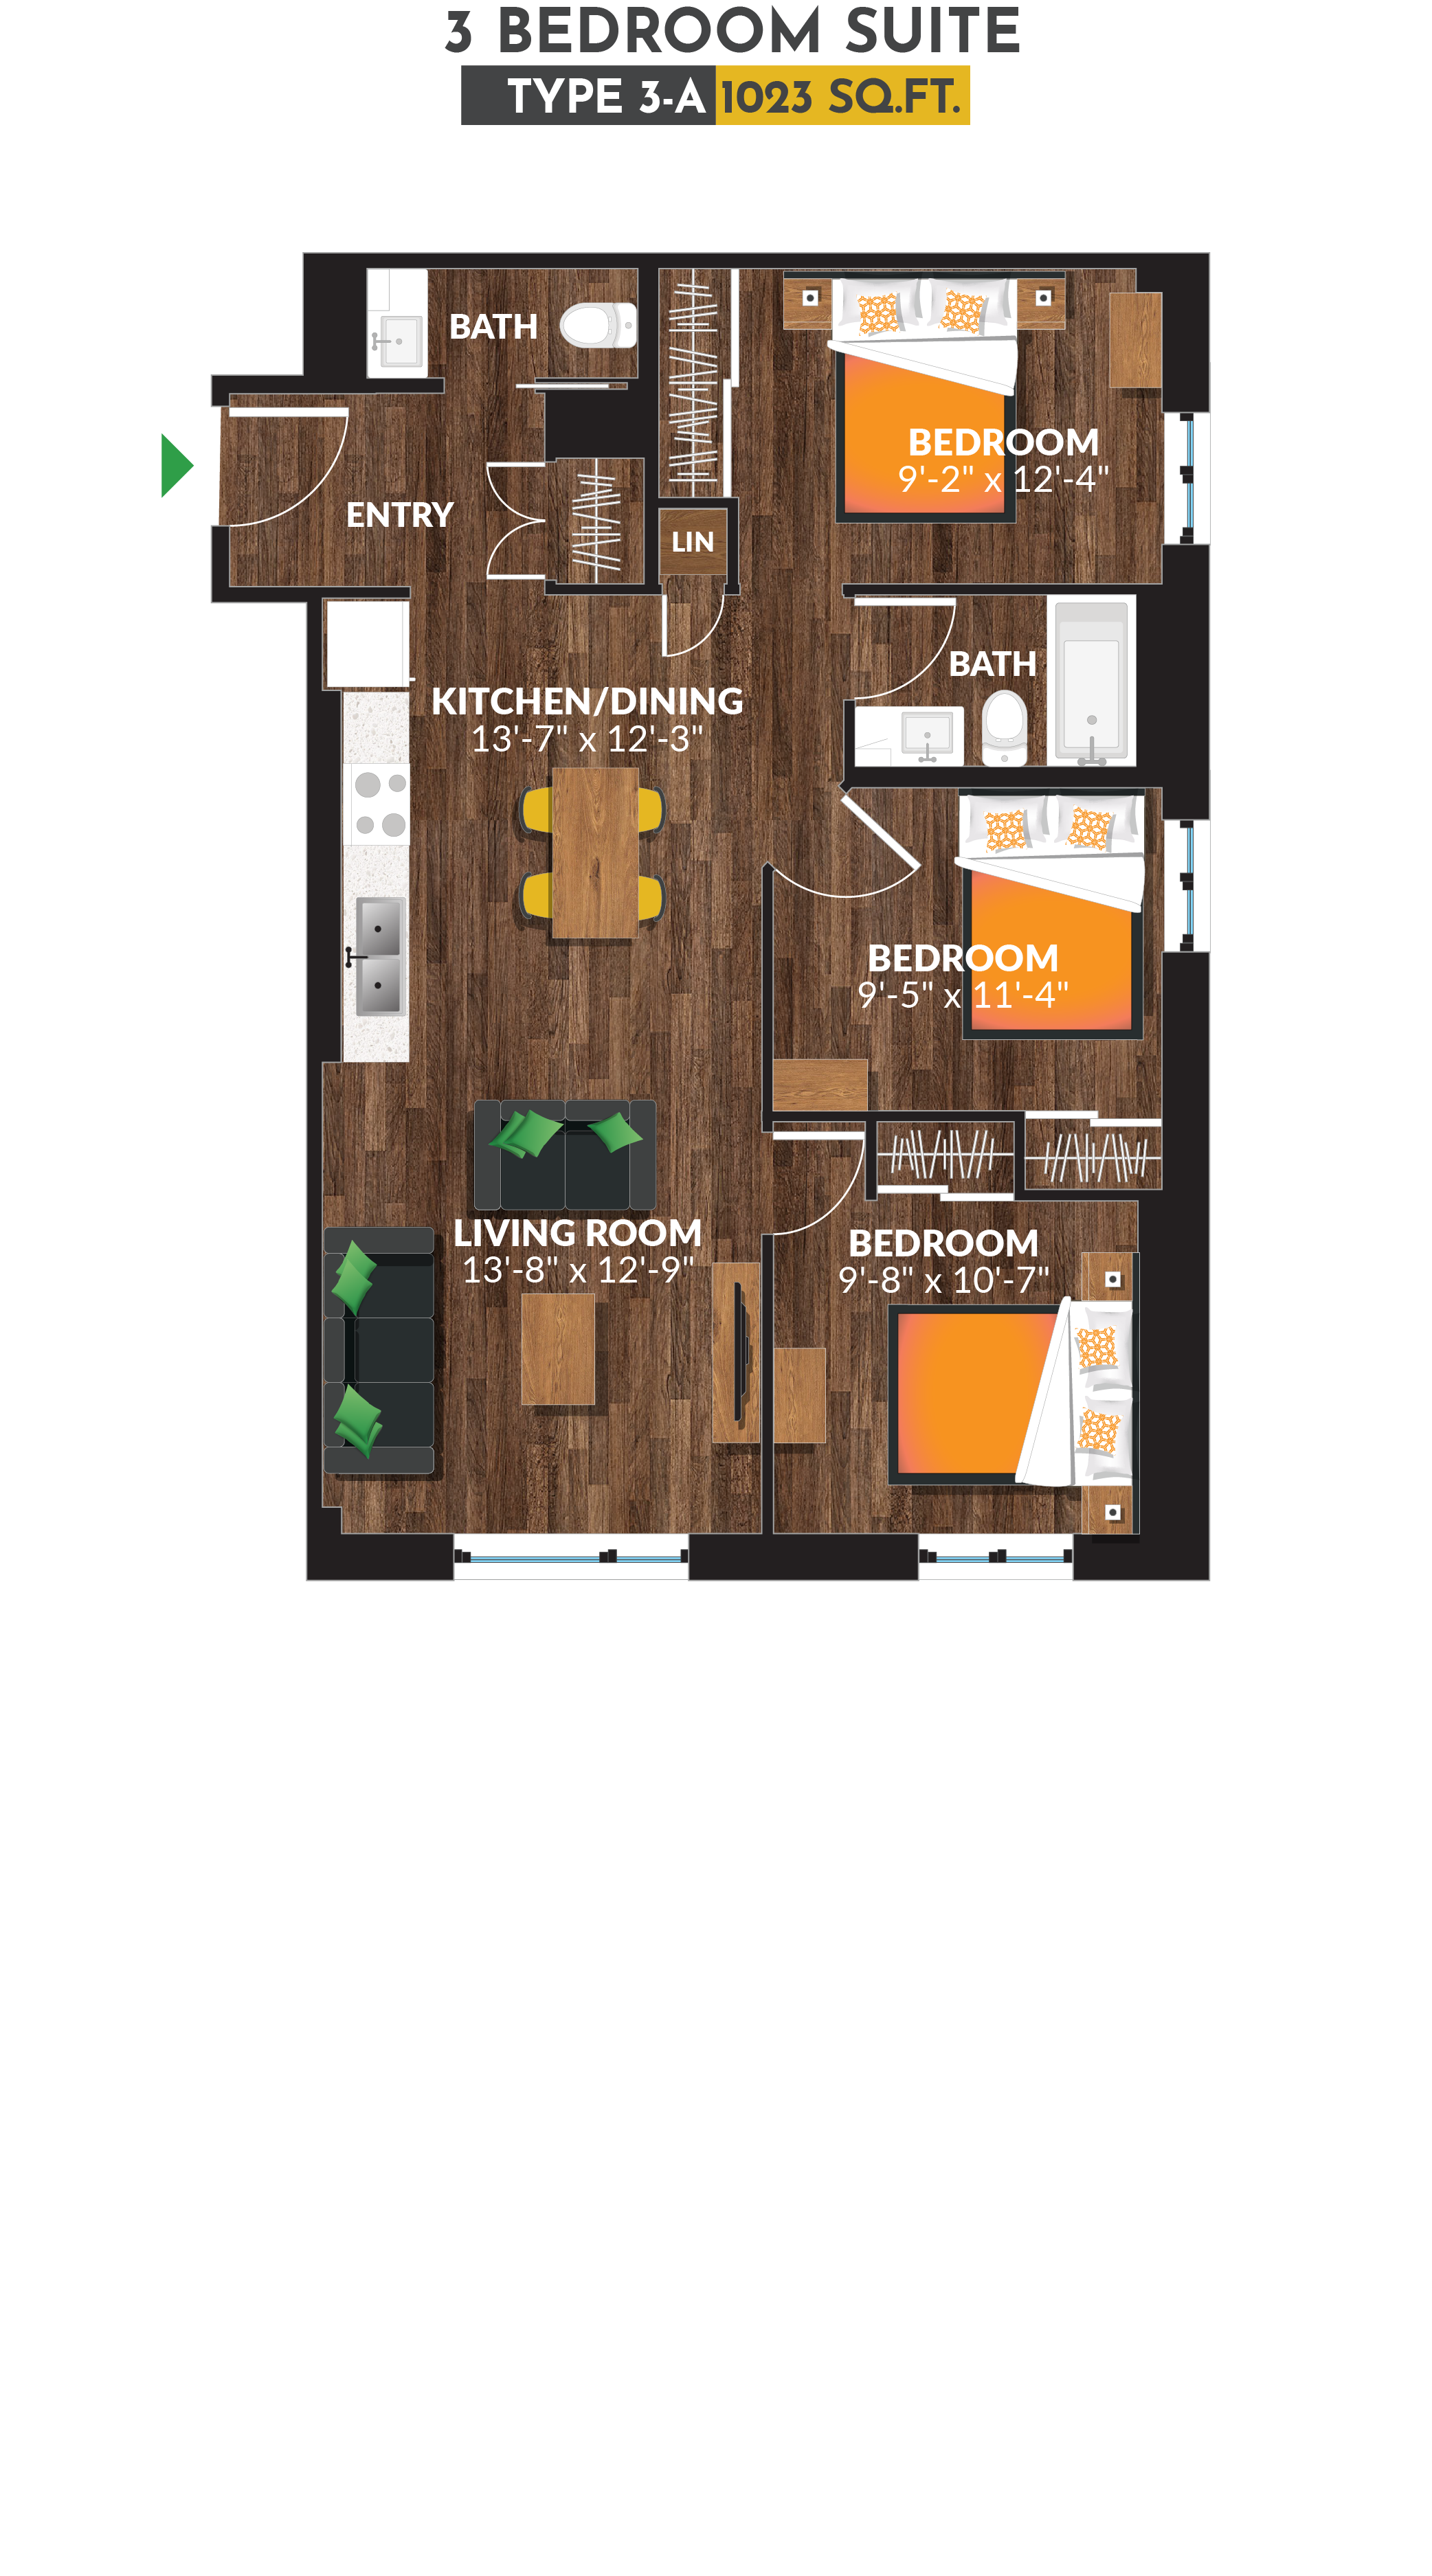 3 BEDROOM SUITE
TYPE 3-A 1023 SQ.FT.
BATH
BEDROOM
9'-2" x 12'-4"
ENTRY
LIN
BATH
KITCHEN/DINING
13'-7" x 12'-3"
BEDROOM
9'-5" x 11'-4"
LIVING ROOM
13'-8" x 12'-9"
BEDROOM
9'-8" x 10'-7"